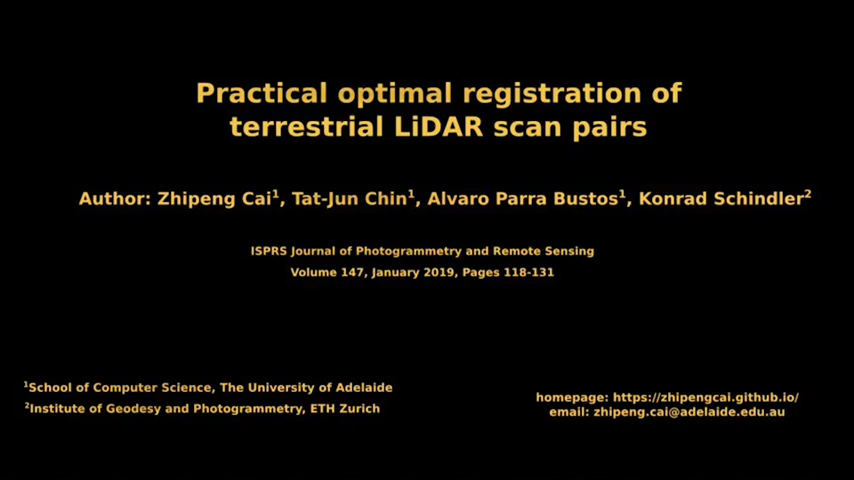 Practical optimal registration of
terrestrial LiDAR scan pairs
Author: Zhipeng Cai¹, Tat-Jun Chin¹, Alvaro Parra Bustos¹, Konrad Schindler²
ISPRS Journal of Photogrammetry and Remote Sensing
Volume 147, January 2019, Pages 118-131
¹School of Computer Science, The University of Adelaide
²Institute of Geodesy and Photogrammetry, ETH Zurich
homepage: https://zhipengcai.github.io/
email: zhipeng.cai@adelaide.edu.au